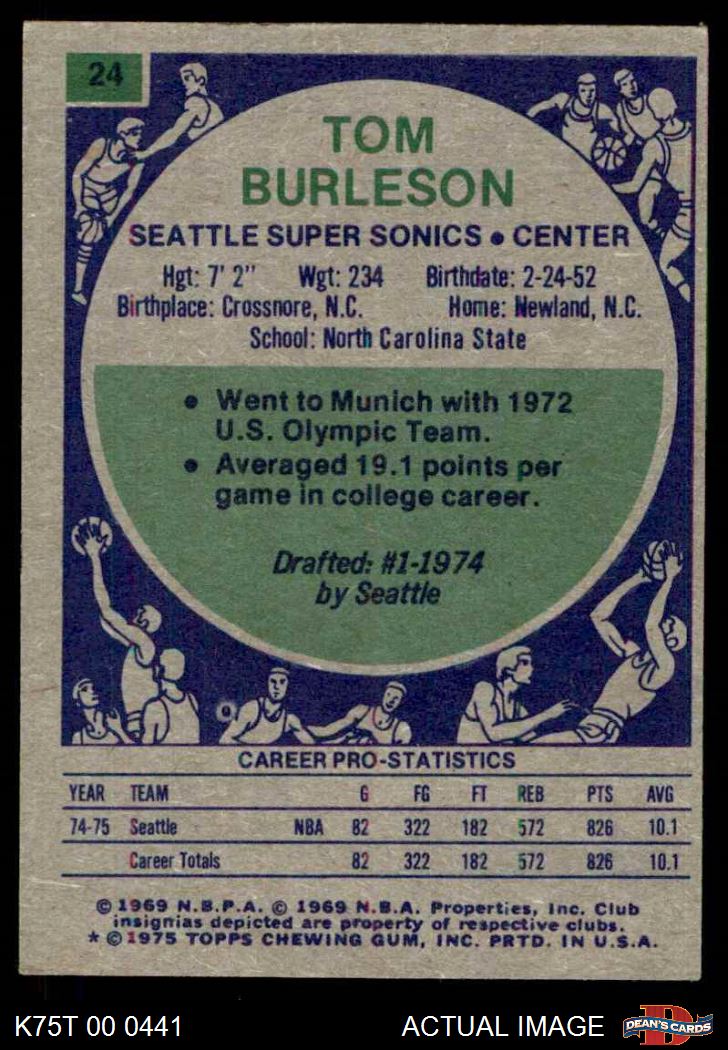 24
TOM
BURLESON
SEATTLE SUPER SONICS • CENTER
Hgt: 7' 2" Wgt: 234 Birthdate: 2-24-52
Birthplace: Crossnore, N.C. Home: Newland, N.C.
School: North Carolina State
• Went to Munich with 1972
U.S. Olympic Team.
• Averaged 19.1 points per
game in college career.
Drafted: #1-1974
by Seattle
CAREER PRO-STATISTICS
YEAR TEAM G FG FT REB PTS AVG
74-75 Seattle NBA 82 322 182 572 826 10.1
Career Totals 82 322 182 572 826 10.1
© 1969 N.B.P.A. © 1969 N.B.A. Properties, Inc. Club
insignias depicted are property of respective clubs.
* © 1975 TOPPS CHEWING GUM, INC. PRTD. IN U.S.A.
K75T 00 0441 ACTUAL IMAGE D DEAN'S CARDS